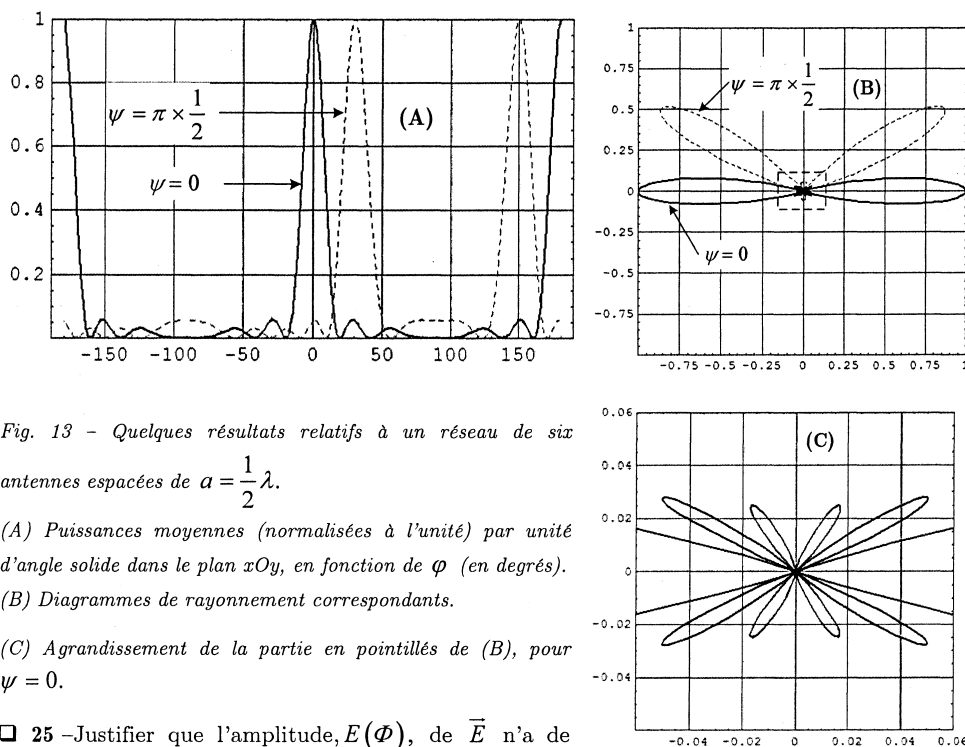 1
0.8
0.6
0.4
0.2
ψ = π × 1/2
ψ = 0
(A)
-150 -100 -50 0 50 100 150
1
0.75
0.5
0.25
0
-0.25
-0.5
-0.75
ψ = π × 1/2
(B)
ψ = 0
-0.75 -0.5 -0.25 0 0.25 0.5 0.75 1
Fig. 13 – Quelques résultats relatifs à un réseau de six
antennes espacées de a = 1/2 λ.
(A) Puissances moyennes (normalisées à l'unité) par unité
d'angle solide dans le plan xOy, en fonction de φ (en degrés).
(B) Diagrammes de rayonnement correspondants.
(C) Agrandissement de la partie en pointillés de (B), pour
ψ = 0.
0.06
0.04
0.02
0
-0.02
-0.04
(C)
-0.04 -0.02 0 0.02 0.04 0.06
❑ 25 –Justifier que l'amplitude, E(Φ), de E⃗ n'a de